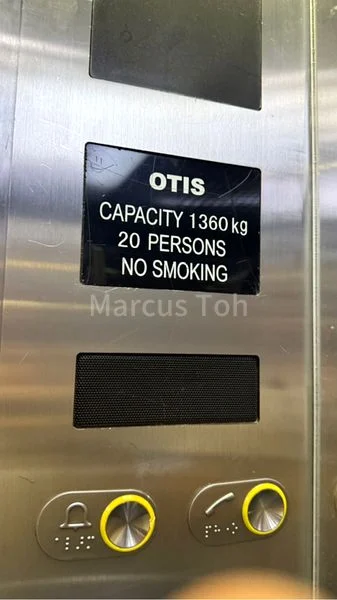 OTIS
CAPACITY 1360 kg
20 PERSONS
NO SMOKING
Marcus Toh